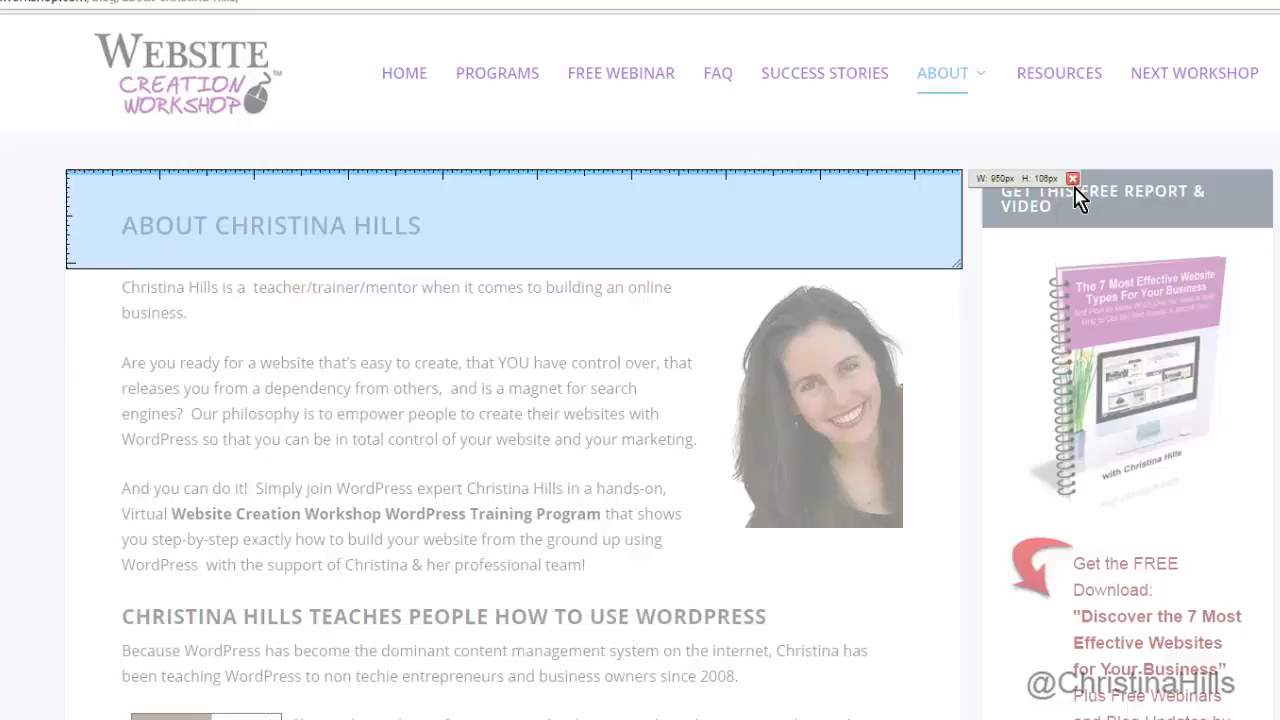 WEBSITE
CREATION
WORKSHOP™
HOME PROGRAMS FREE WEBINAR FAQ SUCCESS STORIES ABOUT RESOURCES NEXT WORKSHOP
W: 950px H: 106px
ABOUT CHRISTINA HILLS
Christina Hills is a teacher/trainer/mentor when it comes to building an online
business.
Are you ready for a website that's easy to create, that YOU have control over, that
releases you from a dependency from others, and is a magnet for search
engines? Our philosophy is to empower people to create their websites with
WordPress so that you can be in total control of your website and your marketing.
And you can do it! Simply join WordPress expert Christina Hills in a hands-on,
Virtual Website Creation Workshop WordPress Training Program that shows
you step-by-step exactly how to build your website from the ground up using
WordPress with the support of Christina & her professional team!
CHRISTINA HILLS TEACHES PEOPLE HOW TO USE WORDPRESS
Because WordPress has become the dominant content management system on the internet, Christina has
been teaching WordPress to non techie entrepreneurs and business owners since 2008.
GET THIS FREE REPORT &
VIDEO
The 7 Most Effective Website
Types For Your Business
with Christina Hills
Get the FREE
Download:
"Discover the 7 Most
Effective Websites
for Your Business"
@ChristinaHills
Plus Free Webinars